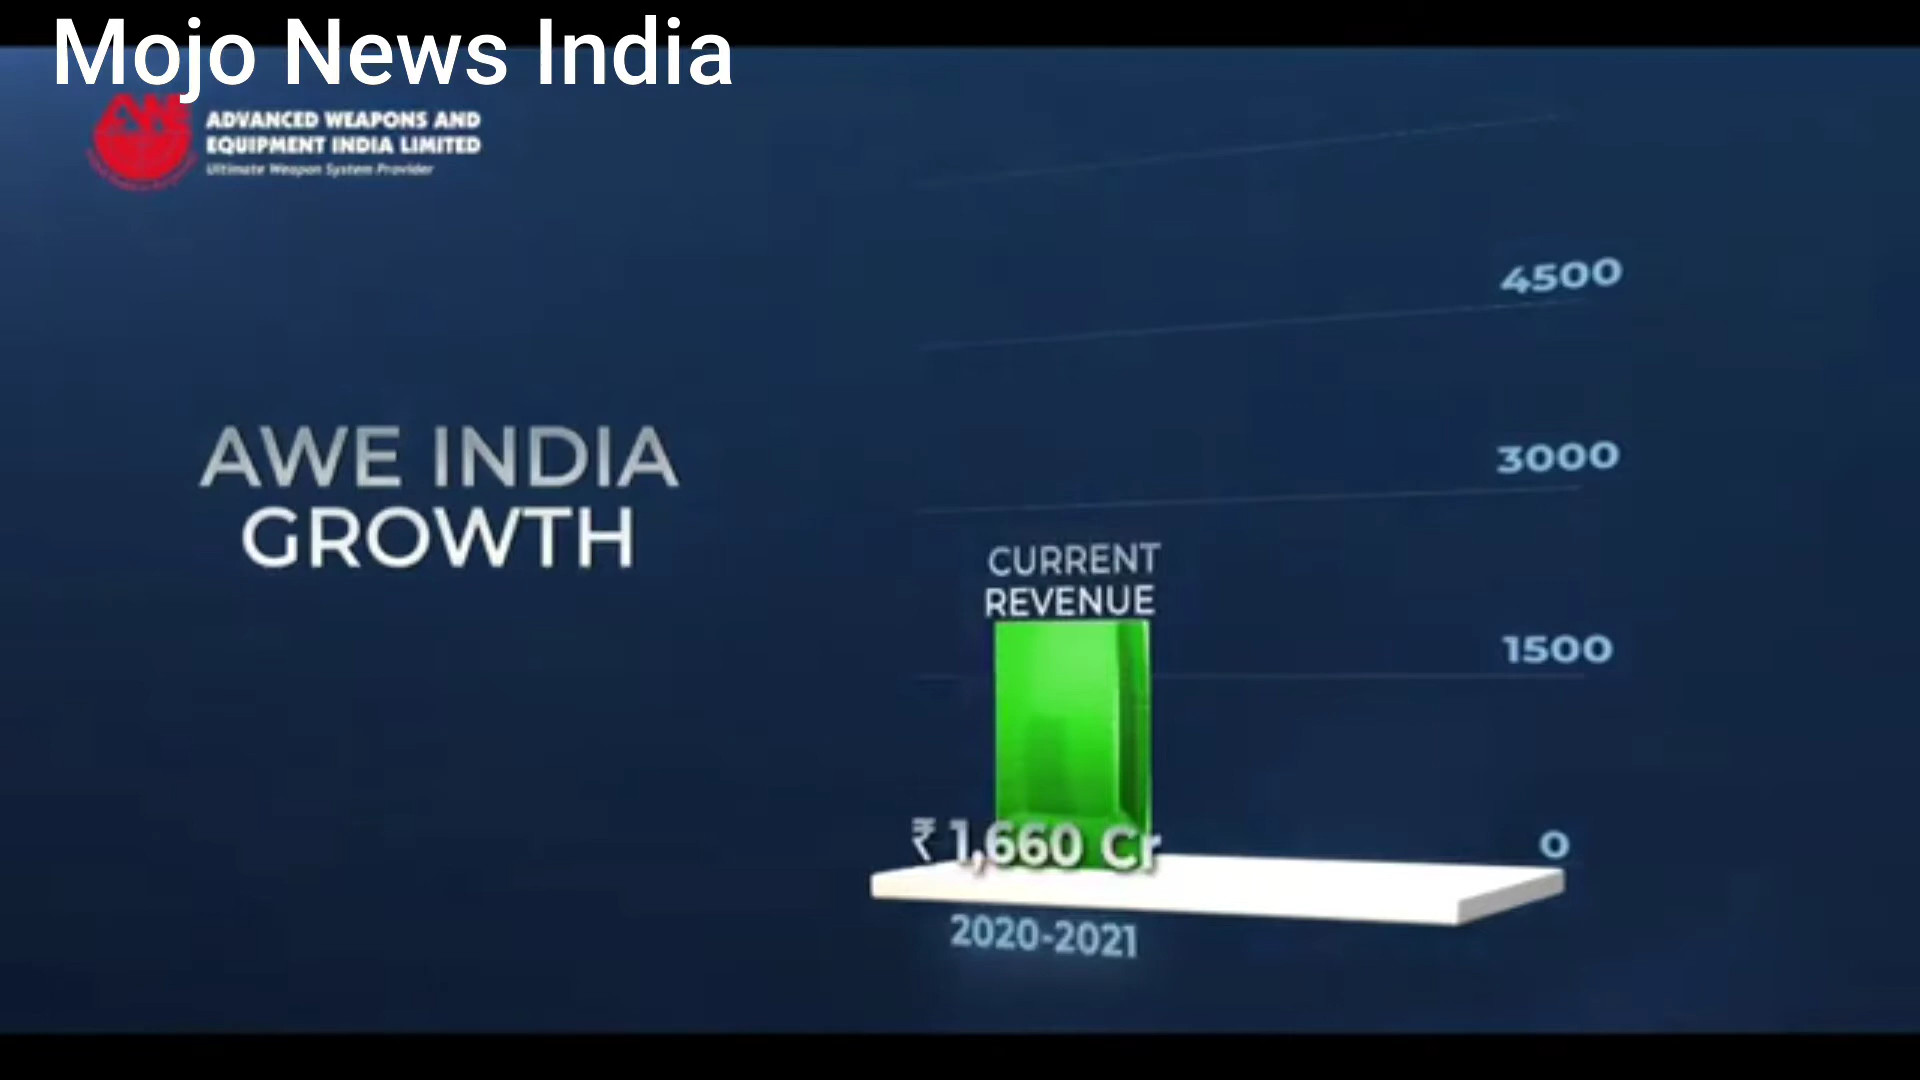 Mojo News India
ADVANCED WEAPONS AND
EQUIPMENT INDIA LIMITED
Ultimate Weapon System Provider
AWE INDIA
GROWTH
4500
3000
CURRENT
REVENUE
1500
₹ 1,660 Cr
0
2020-2021